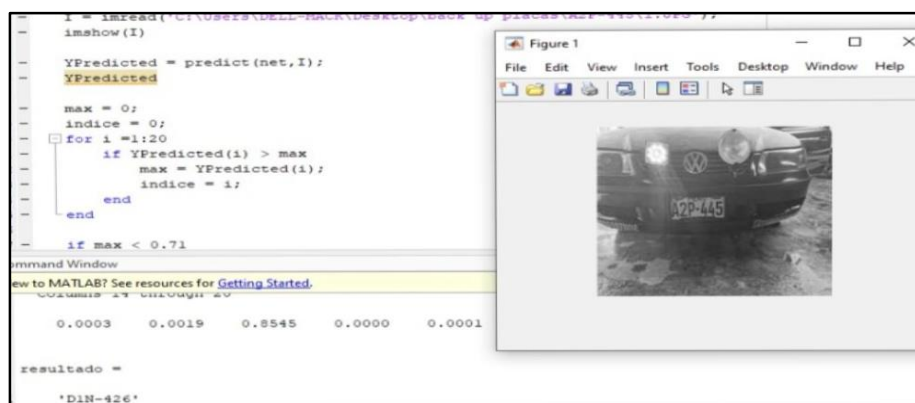 I = imread('C:\Users\DELL-MACK\Desktop\back up placas\A2P-445\1.JPG');
imshow(I)
YPredicted = predict(net,I);
YPredicted
max = 0;
indice = 0;
for i =1:20
if YPredicted(i) > max
max = YPredicted(i);
indice = i;
end
end
if max < 0.71
Figure 1
File Edit View Insert Tools Desktop Window Help
A2P-445
ommand Window
ew to MATLAB? See resources for Getting Started.
Columns 14 through 20
0.0003 0.0019 0.8545 0.0000 0.0001
resultado =
'D1N-426'